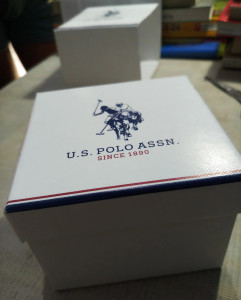 U.S. POLO ASSN.
SINCE 1890